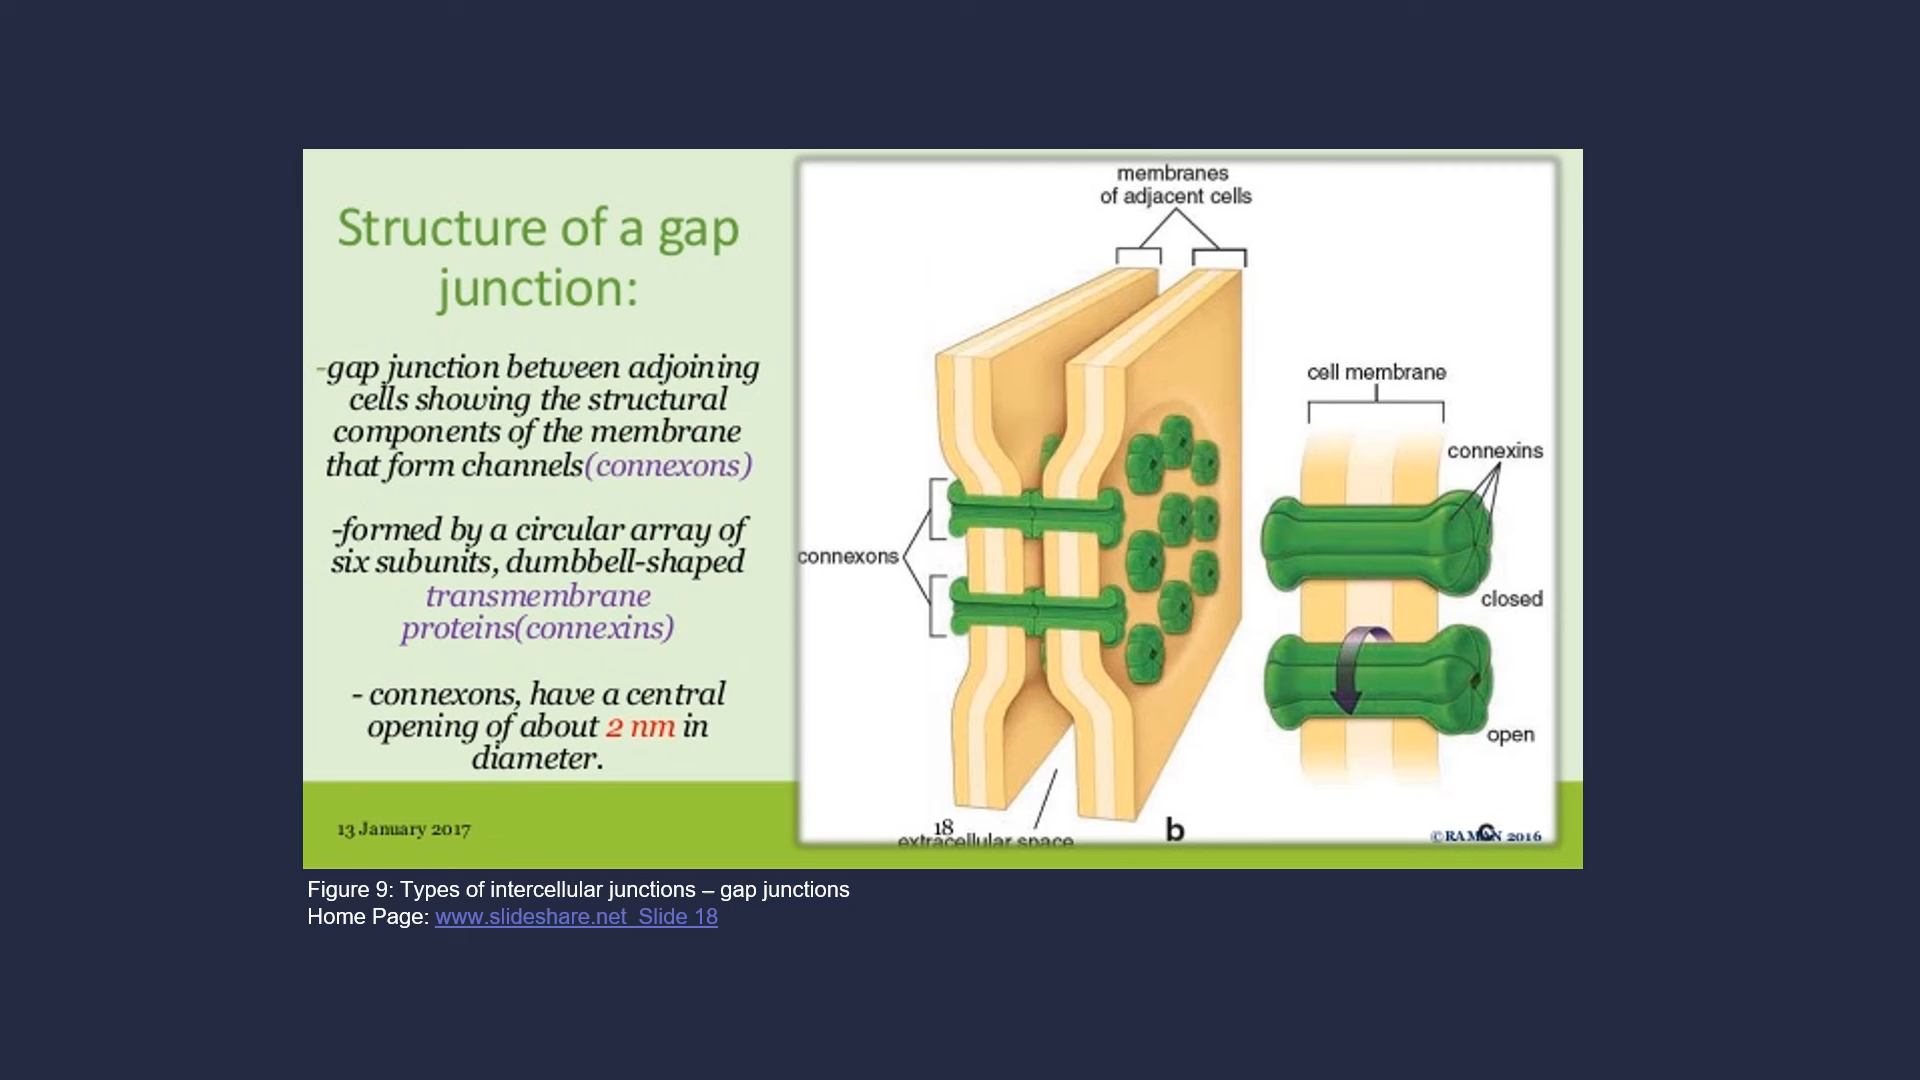 Structure of a gap
junction:
-gap junction between adjoining
cells showing the structural
components of the membrane
that form channels(connexons)
-formed by a circular array of
six subunits, dumbbell-shaped
transmembrane
proteins(connexins)
- connexons, have a central
opening of about 2 nm in
diameter.
13 January 2017
membranes
of adjacent cells
connexons
18
extracellular space
b
cell membrane
connexins
closed
open
c
©RAMAN 2016
Figure 9: Types of intercellular junctions – gap junctions
Home Page: www.slideshare.net  Slide 18